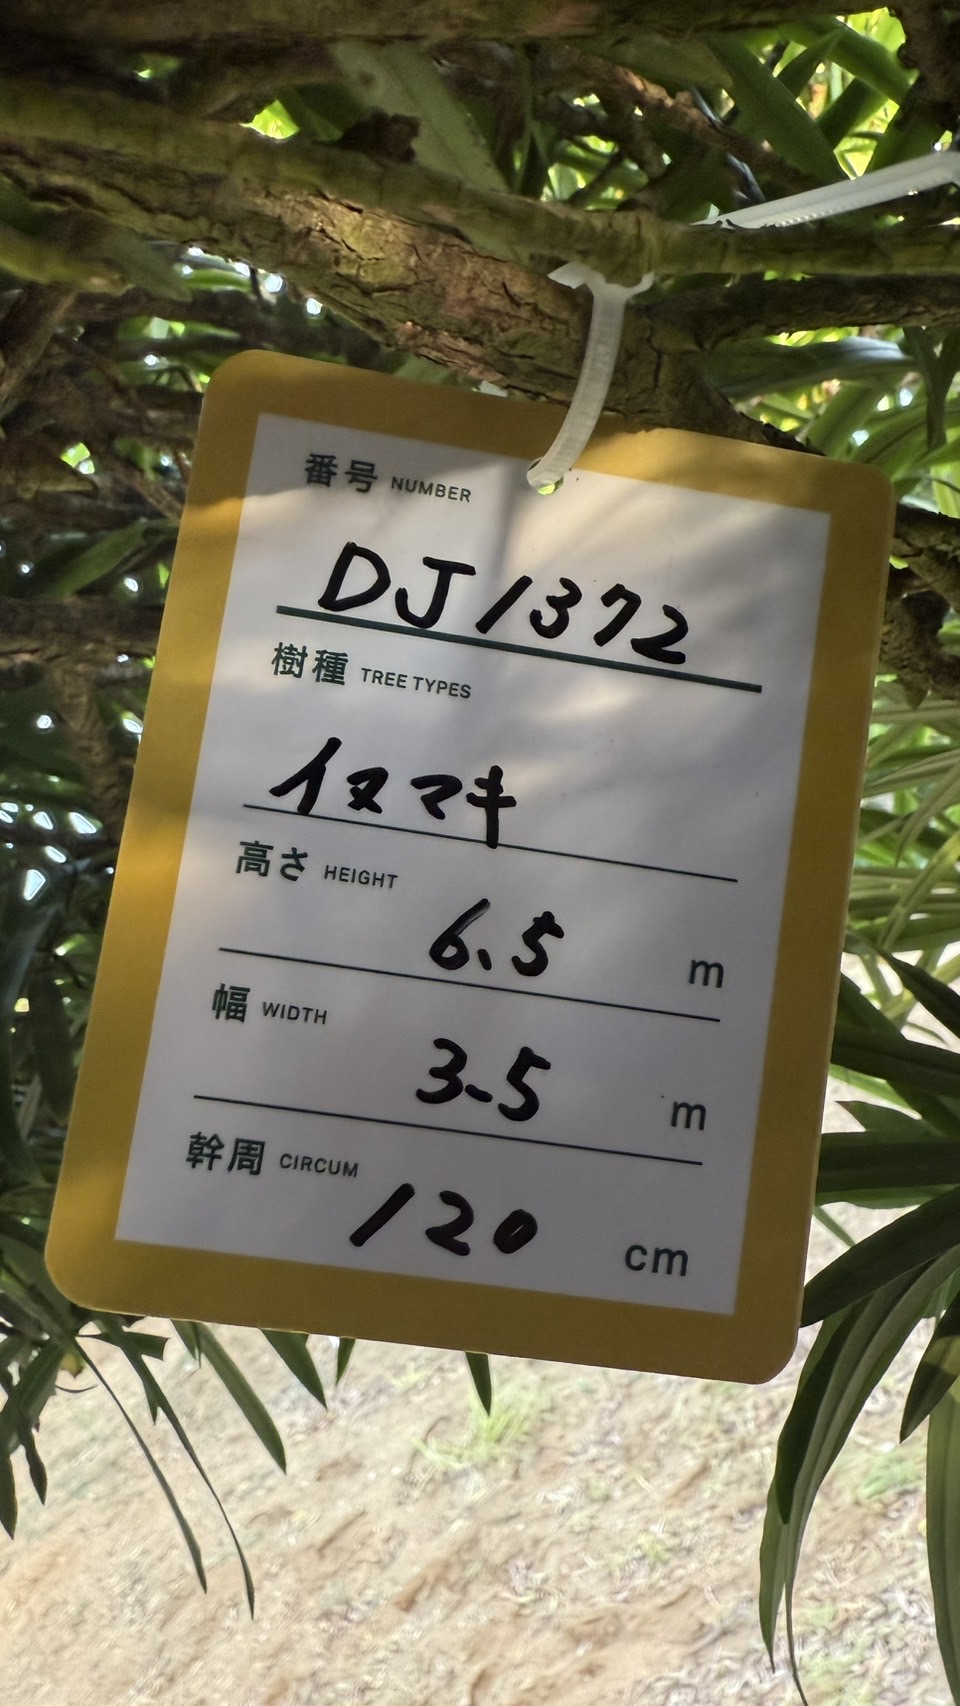 番号 NUMBER
DJ1372
樹種 TREE TYPES
イヌマキ
高さ HEIGHT
6.5 m
幅 WIDTH
3.5 m
幹周 CIRCUM
120 cm